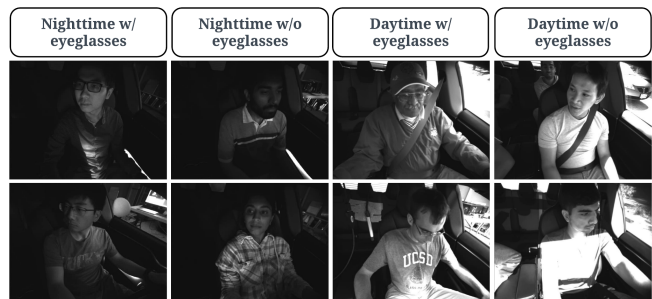 Nighttime w/
eyeglasses
Nighttime w/o
eyeglasses
Daytime w/
eyeglasses
Daytime w/o
eyeglasses
UCSD